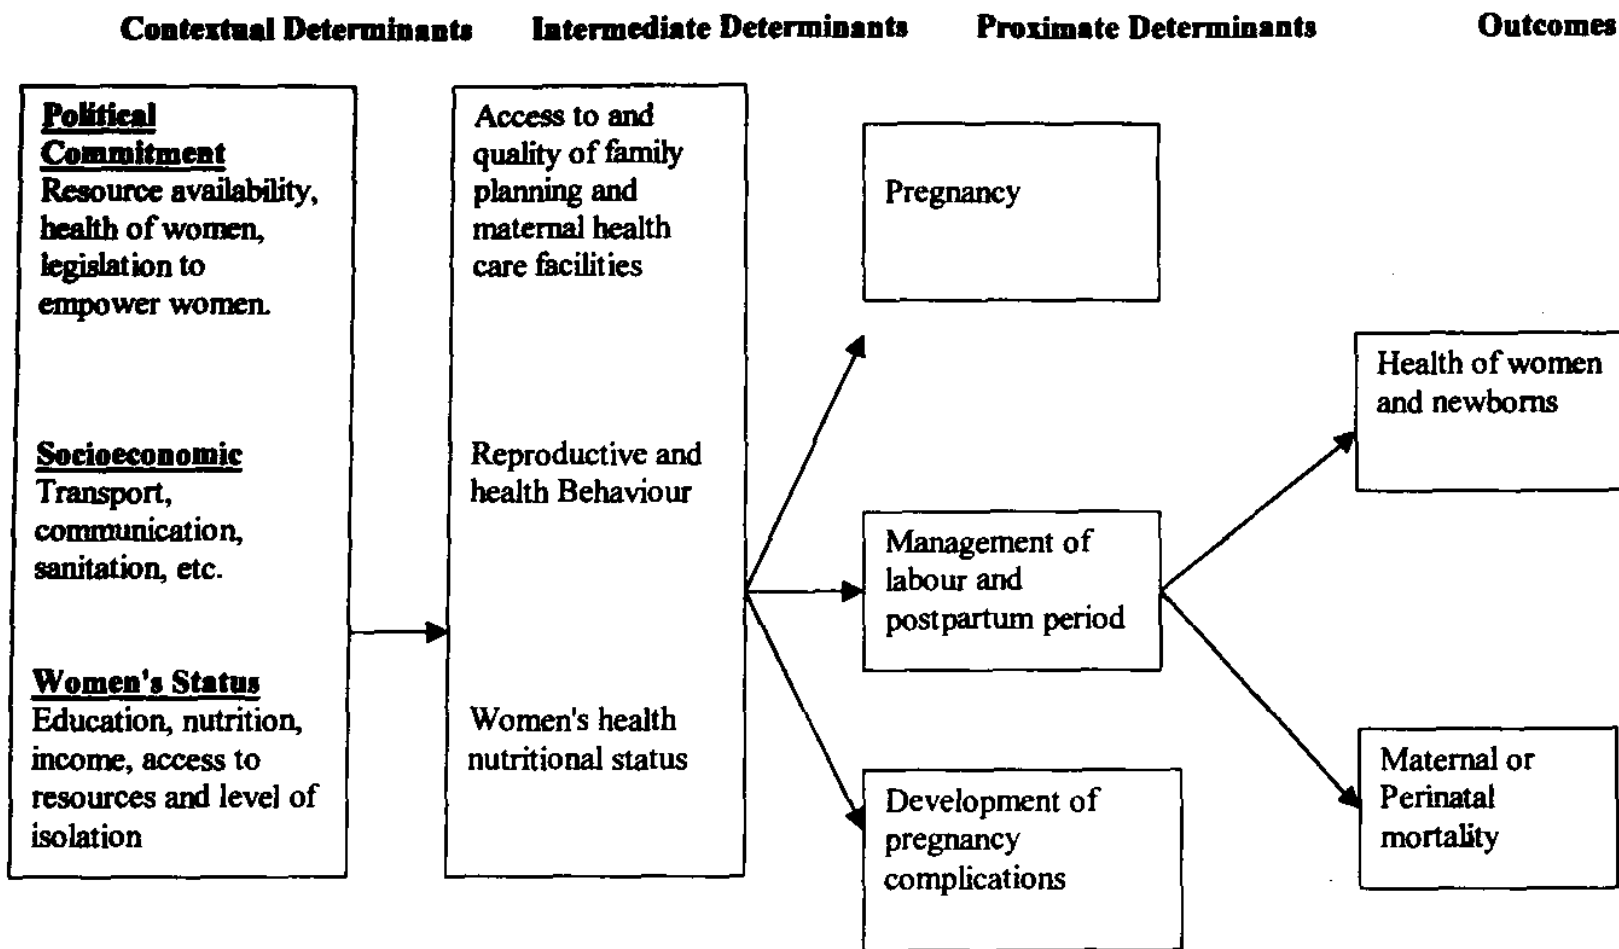 Contextual Determinants Intermediate Determinants Proximate Determinants Outcomes
Political
Commitment
Resource availability,
health of women,
legislation to
empower women.
Socioeconomic
Transport,
communication,
sanitation, etc.
Women's Status
Education, nutrition,
income, access to
resources and level of
isolation
Access to and
quality of family
planning and
maternal health
care facilities
Reproductive and
health Behaviour
Women's health
nutritional status
Pregnancy
Management of
labour and
postpartum period
Development of
pregnancy
complications
Health of women
and newborns
Maternal or
Perinatal
mortality